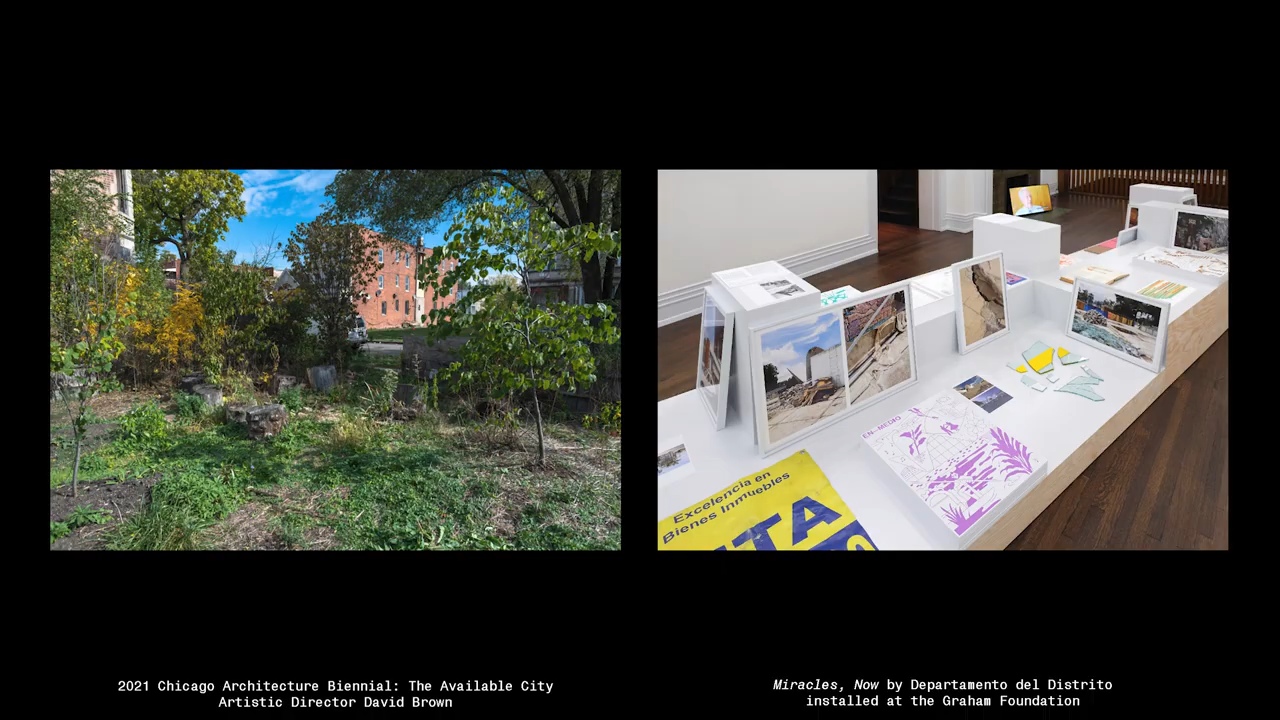 EN—MEDIO
Excelencia en
Bienes Inmuebles
TA
2021 Chicago Architecture Biennial: The Available City
Artistic Director David Brown
Miracles, Now by Departamento del Distrito
installed at the Graham Foundation